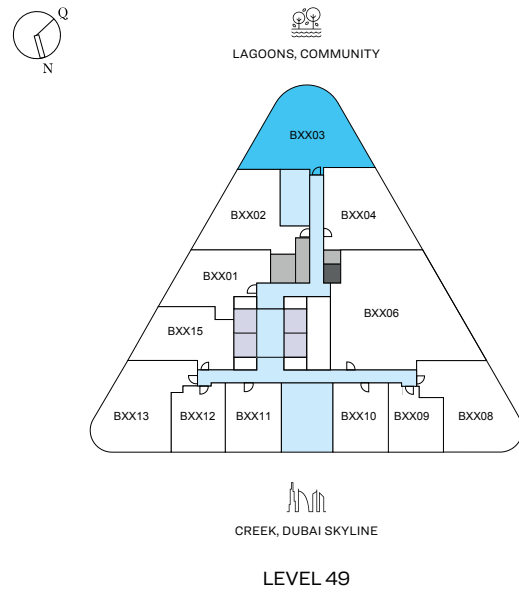 Q
N
LAGOONS, COMMUNITY
BXX03
BXX02
BXX04
BXX01
BXX06
BXX15
BXX13
BXX12
BXX11
BXX10
BXX09
BXX08
CREEK, DUBAI SKYLINE
LEVEL 49